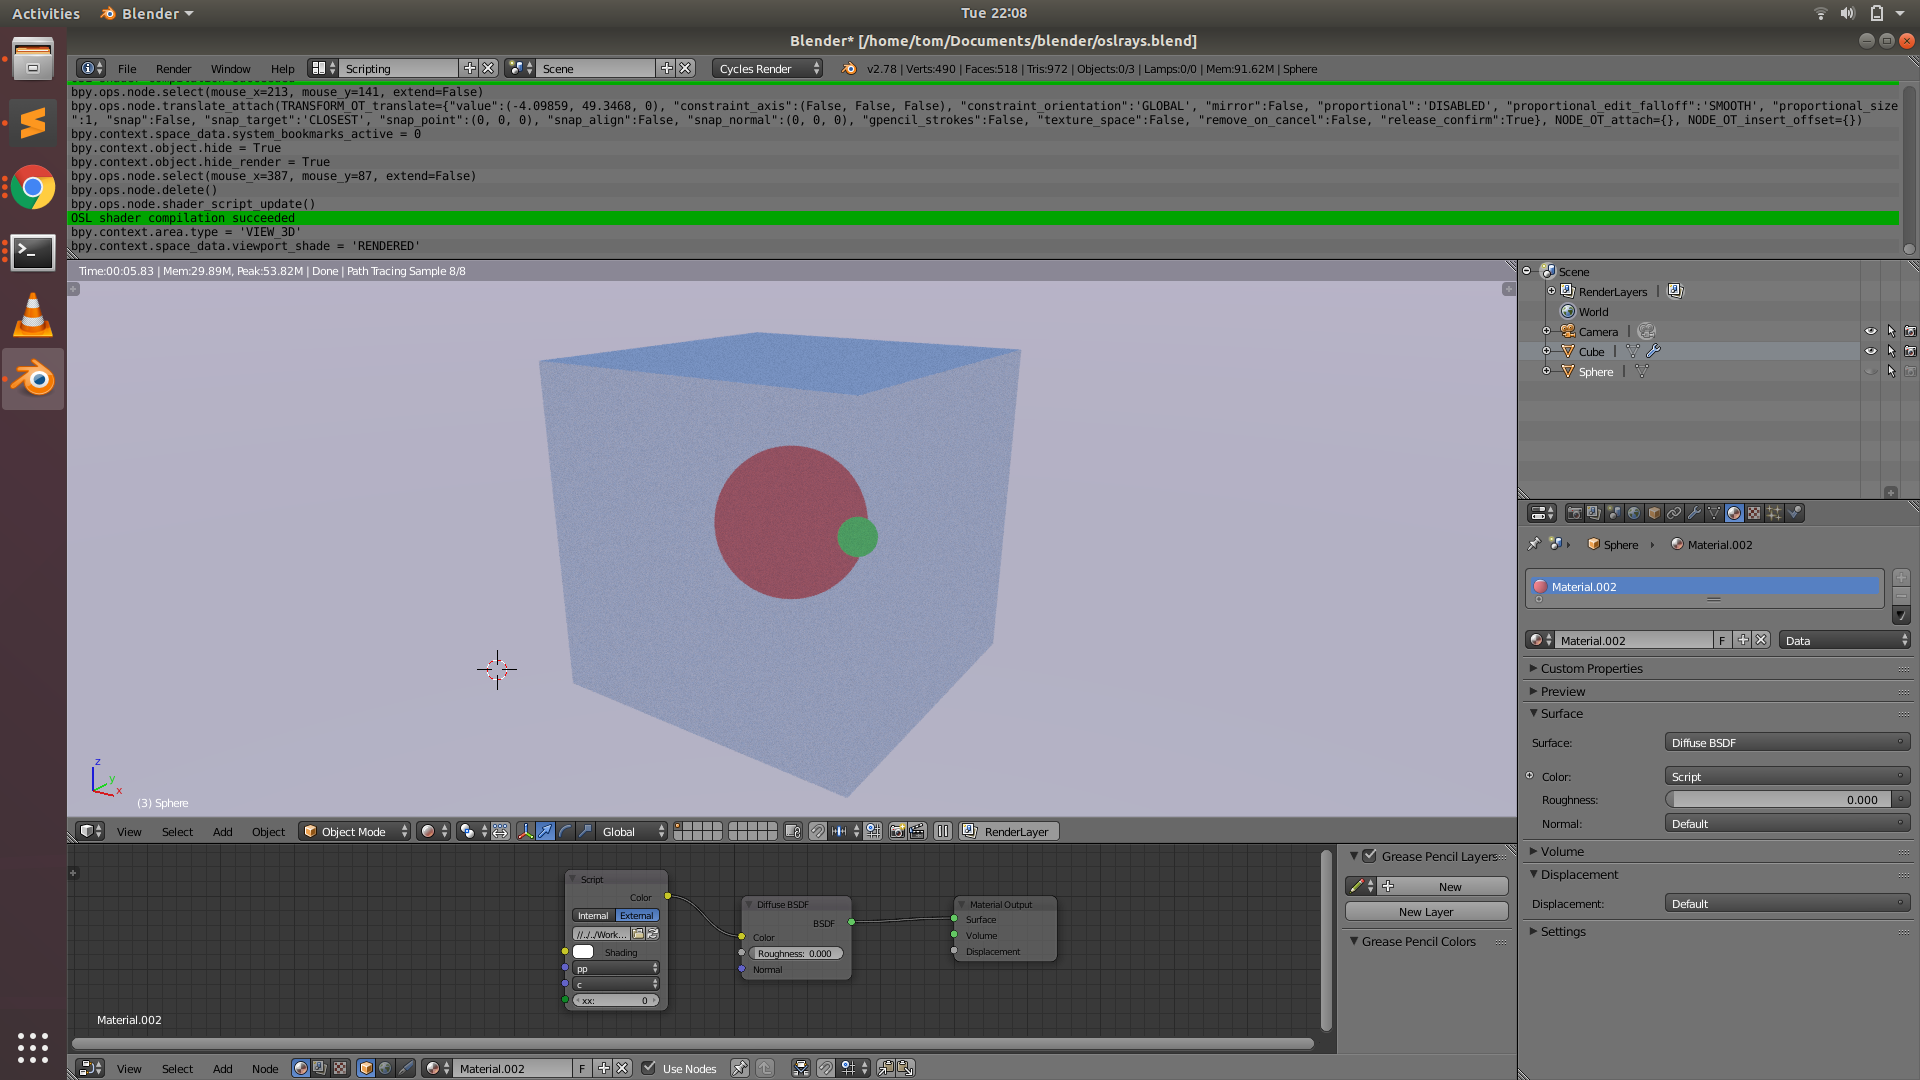 Activities Blender Tue 22:08
Blender* [/home/tom/Documents/blender/oslrays.blend]
File Render Window Help Scripting Scene Cycles Render v2.78 | Verts:490 | Faces:518 | Tris:972 | Objects:0/3 | Lamps:0/0 | Mem:91.62M | Sphere
bpy.ops.node.select(mouse_x=213, mouse_y=141, extend=False)
bpy.ops.node.translate_attach(TRANSFORM_OT_translate={"value":(-4.09859, 49.3468, 0), "constraint_axis":(False, False, False), "constraint_orientation":'GLOBAL', "mirror":False, "proportional":'DISABLED', "proportional_edit_falloff":'SMOOTH', "proportional_size
":1, "snap":False, "snap_target":'CLOSEST', "snap_point":(0, 0, 0), "snap_align":False, "snap_normal":(0, 0, 0), "gpencil_strokes":False, "texture_space":False, "remove_on_cancel":False, "release_confirm":True}, NODE_OT_attach={}, NODE_OT_insert_offset={})
bpy.context.space_data.system_bookmarks_active = 0
bpy.context.object.hide = True
bpy.context.object.hide_render = True
bpy.ops.node.select(mouse_x=387, mouse_y=87, extend=False)
bpy.ops.node.delete()
bpy.ops.node.shader_script_update()
OSL shader compilation succeeded
bpy.context.area.type = 'VIEW_3D'
bpy.context.space_data.viewport_shade = 'RENDERED'
Time:00:05.83 | Mem:29.89M, Peak:53.82M | Done | Path Tracing Sample 8/8
z
y
x
(3) Sphere
View Select Add Object Object Mode Global RenderLayer
Script
Color
Internal External
//../../Work...
Shading
pp
c
xx: 0
Diffuse BSDF
BSDF
Color
Roughness: 0.000
Normal
Material Output
Surface
Volume
Displacement
Material.002
Grease Pencil Layers
New
New Layer
Grease Pencil Colors
View Select Add Node Material.002 F Use Nodes
Scene
RenderLayers |
World
Camera |
Cube |
Sphere |
Sphere Material.002
Material.002
Material.002 F Data
Custom Properties
Preview
Surface
Surface: Diffuse BSDF
Color: Script
Roughness: 0.000
Normal: Default
Volume
Displacement
Displacement: Default
Settings